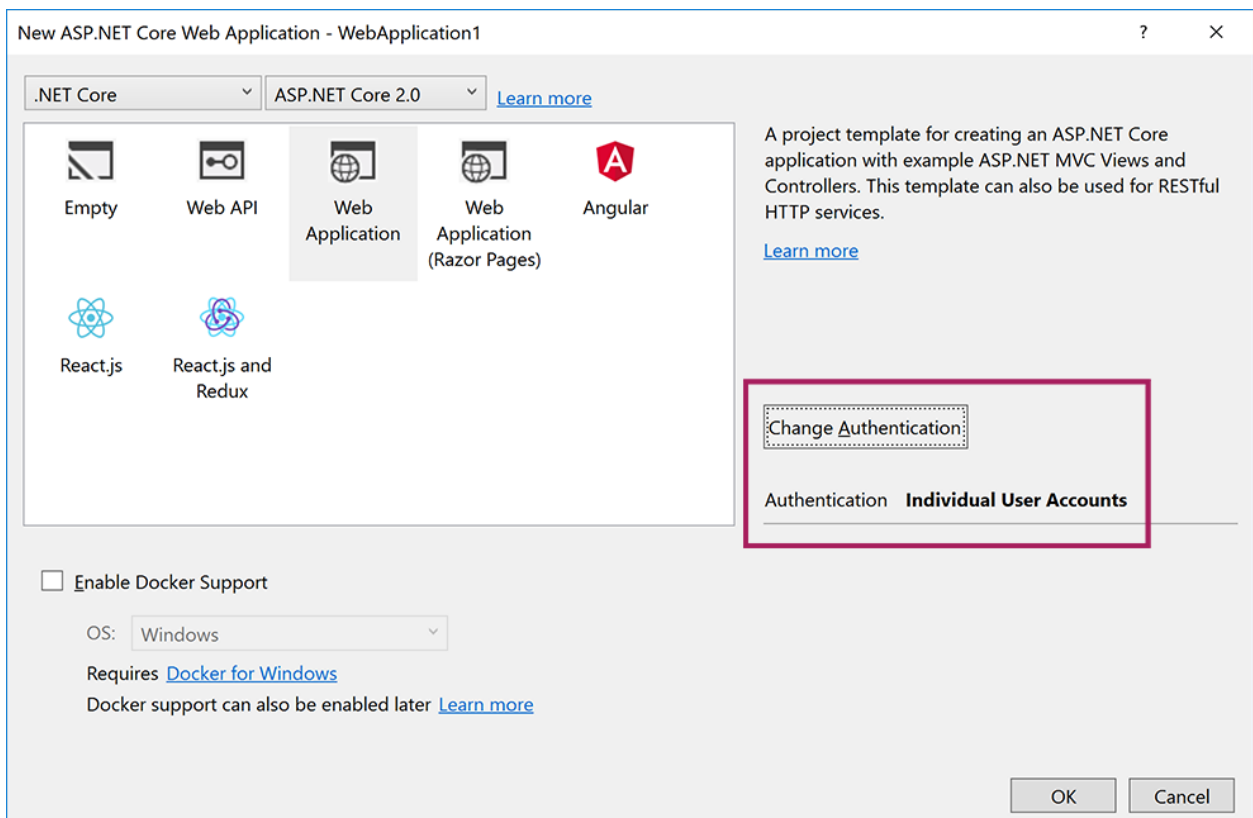 New ASP.NET Core Web Application - WebApplication1
?
.NET Core
ASP.NET Core 2.0
Learn more
Empty
Web API
Web
Application
Web
Application
(Razor Pages)
Angular
React.js
React.js and
Redux
A project template for creating an ASP.NET Core
application with example ASP.NET MVC Views and
Controllers. This template can also be used for RESTful
HTTP services.
Learn more
Change Authentication
Authentication Individual User Accounts
Enable Docker Support
OS: Windows
Requires Docker for Windows
Docker support can also be enabled later Learn more
OK
Cancel